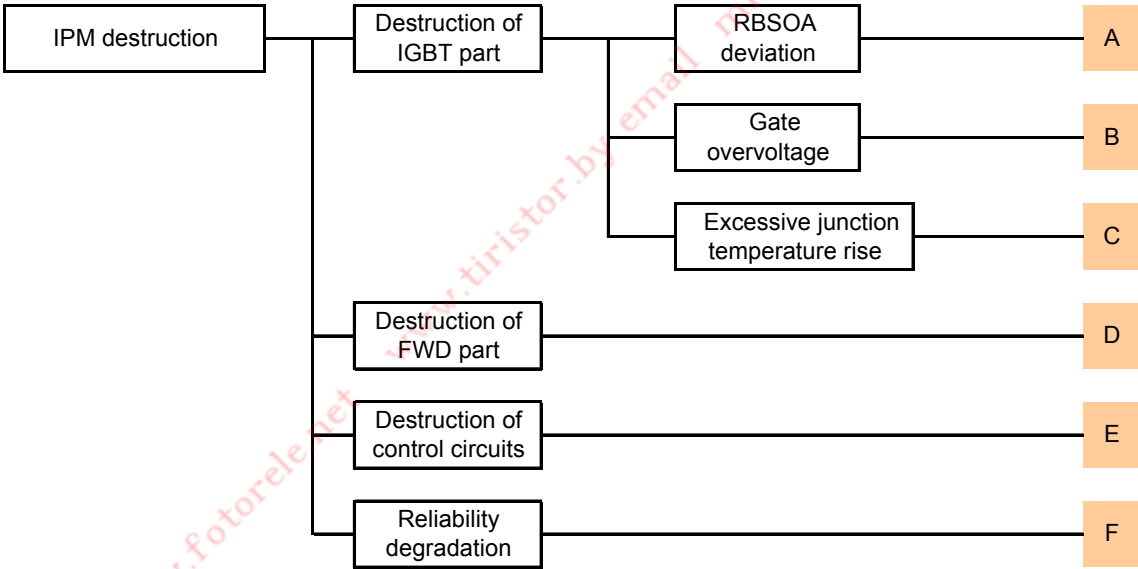 IPM destruction
Destruction of
IGBT part
RBSOA
deviation
A
Gate
overvoltage
B
Excessive junction
temperature rise
C
Destruction of
FWD part
D
Destruction of
control circuits
E
Reliability
degradation
F
.fotorele.net www.tiristor.by email